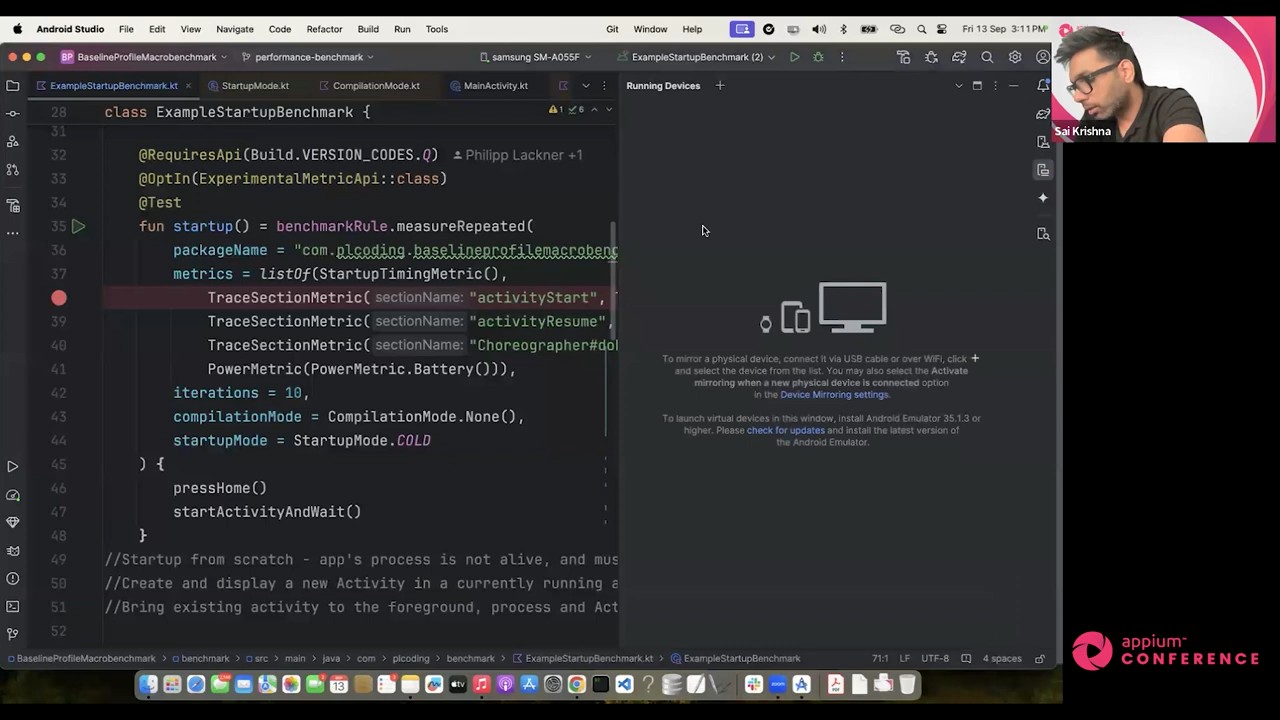 Android Studio File Edit View Navigate Code Refactor Build Run Tools Git Window Help Fri 13 Sep 3:11 PM
BP BaselineProfileMacrobenchmark performance-benchmark samsung SM-A055F ExampleStartupBenchmark (2)
ExampleStartupBenchmark.kt StartupMode.kt CompilationMode.kt MainActivity.kt
Running Devices
28 class ExampleStartupBenchmark { 1 6
31
32 @RequiresApi(Build.VERSION_CODES.Q) Philipp Lackner +1
33 @OptIn(ExperimentalMetricApi::class)
34 @Test
35 fun startup() = benchmarkRule.measureRepeated(
36 packageName = "com.plcoding.baselineprofilemacrobenc
37 metrics = listOf(StartupTimingMetric(),
TraceSectionMetric( sectionName: "activityStart",
39 TraceSectionMetric( sectionName: "activityResume",
40 TraceSectionMetric( sectionName: "Choreographer#do
41 PowerMetric(PowerMetric.Battery())),
42 iterations = 10,
43 compilationMode = CompilationMode.None(),
44 startupMode = StartupMode.COLD
45 ) {
46 pressHome()
47 startActivityAndWait()
48 }
49 //Startup from scratch - app's process is not alive, and mus
50 //Create and display a new Activity in a currently running a
51 //Bring existing activity to the foreground, process and Act
52
To mirror a physical device, connect it via USB cable or over WiFi, click +
and select the device from the list. You may also select the Activate
mirroring when a new physical device is connected option
in the Device Mirroring settings.
To launch virtual devices in this window, install Android Emulator 35.1.3 or
higher. Please check for updates and install the latest version of
the Android Emulator.
BaselineProfileMacrobenchmark benchmark src main java com plcoding benchmark ExampleStartupBenchmark.kt ExampleStartupBenchmark 71:1 LF UTF-8 4 spaces
Sai Krishna
appium
CONFERENCE